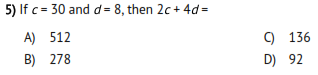 5) If c = 30 and d = 8, then 2c + 4d =
A) 512
C) 136
B) 278
D) 92